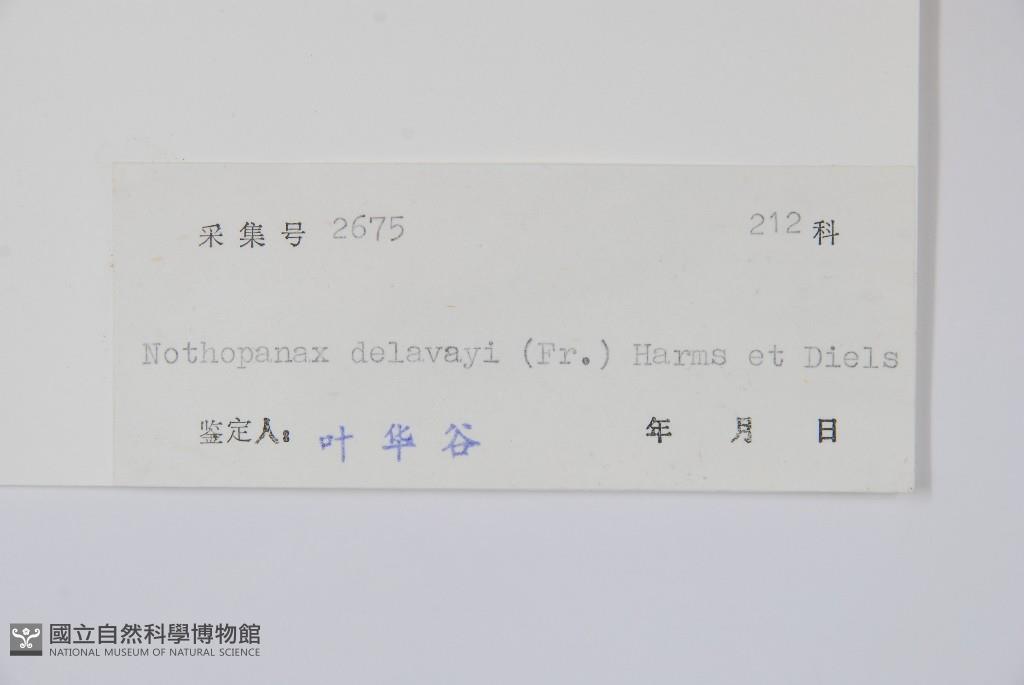 采集号 2675 212 科
Nothopanax delavayi (Fr.) Harms et Diels
鉴定人: 叶华谷 年 月 日
國立自然科學博物館
NATIONAL MUSEUM OF NATURAL SCIENCE